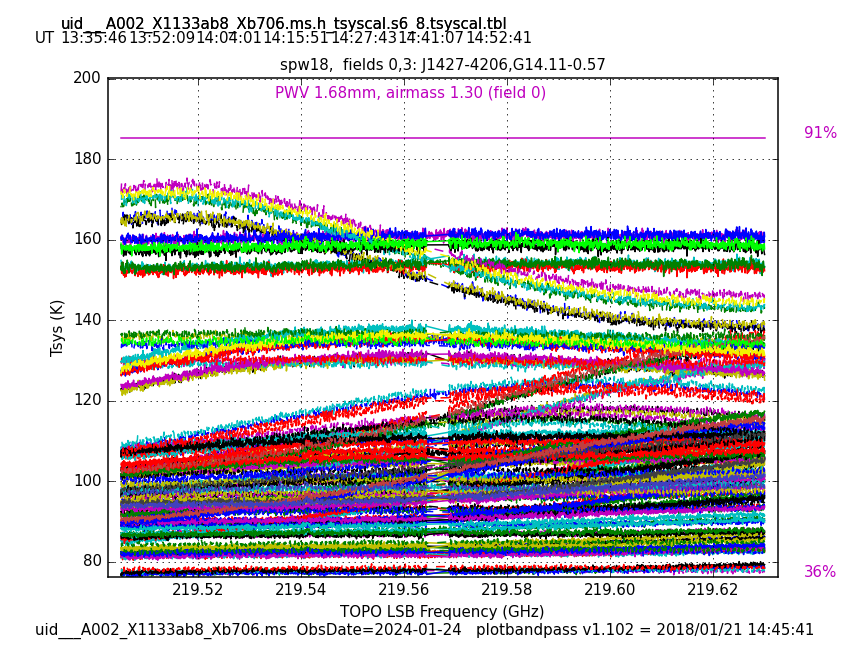 uid___A002_X1133ab8_Xb706.ms.h_tsyscal.s6_8.tsyscal.tbl
UT 13:35:46 13:52:09 14:04:01 14:15:51 14:27:43 14:41:07 14:52:41
spw18, fields 0,3: J1427-4206,G14.11-0.57
PWV 1.68mm, airmass 1.30 (field 0)
200
180
160
140
120
100
80
Tsys (K)
91%
36%
219.52 219.54 219.56 219.58 219.60 219.62
TOPO LSB Frequency (GHz)
uid___A002_X1133ab8_Xb706.ms ObsDate=2024-01-24 plotbandpass v1.102 = 2018/01/21 14:45:41